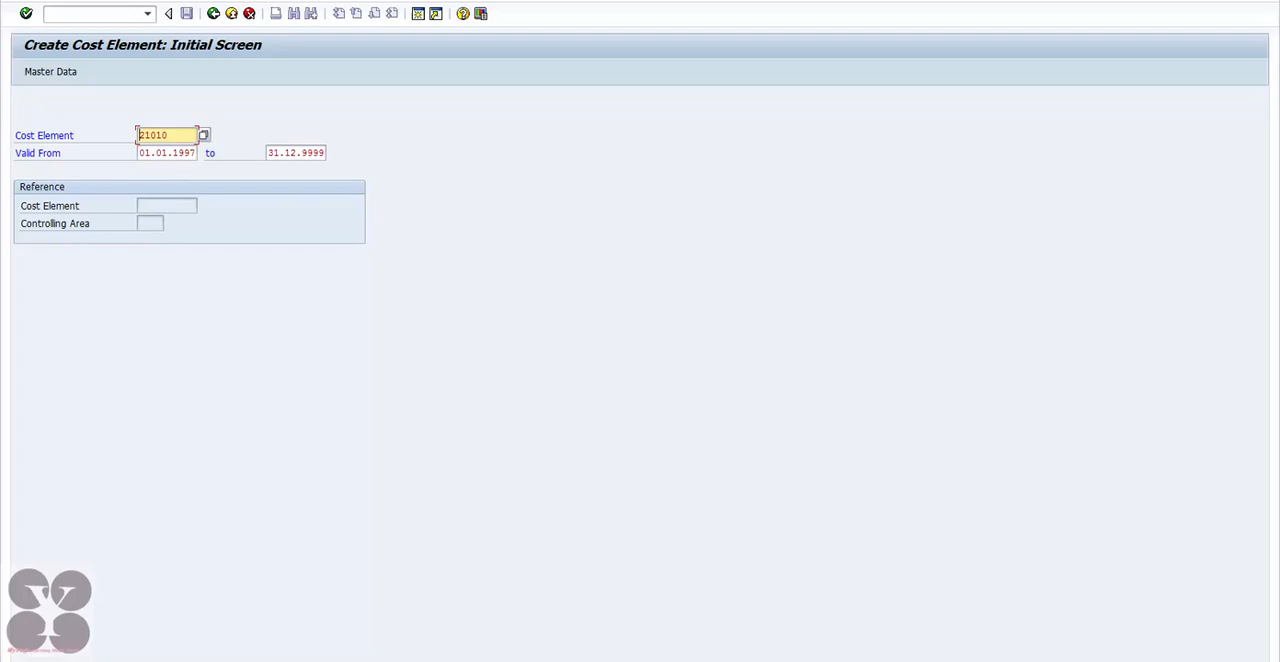 Create Cost Element: Initial Screen
Master Data
Cost Element 21010
Valid From 01.01.1997 to 31.12.9999
Reference
Cost Element
Controlling Area